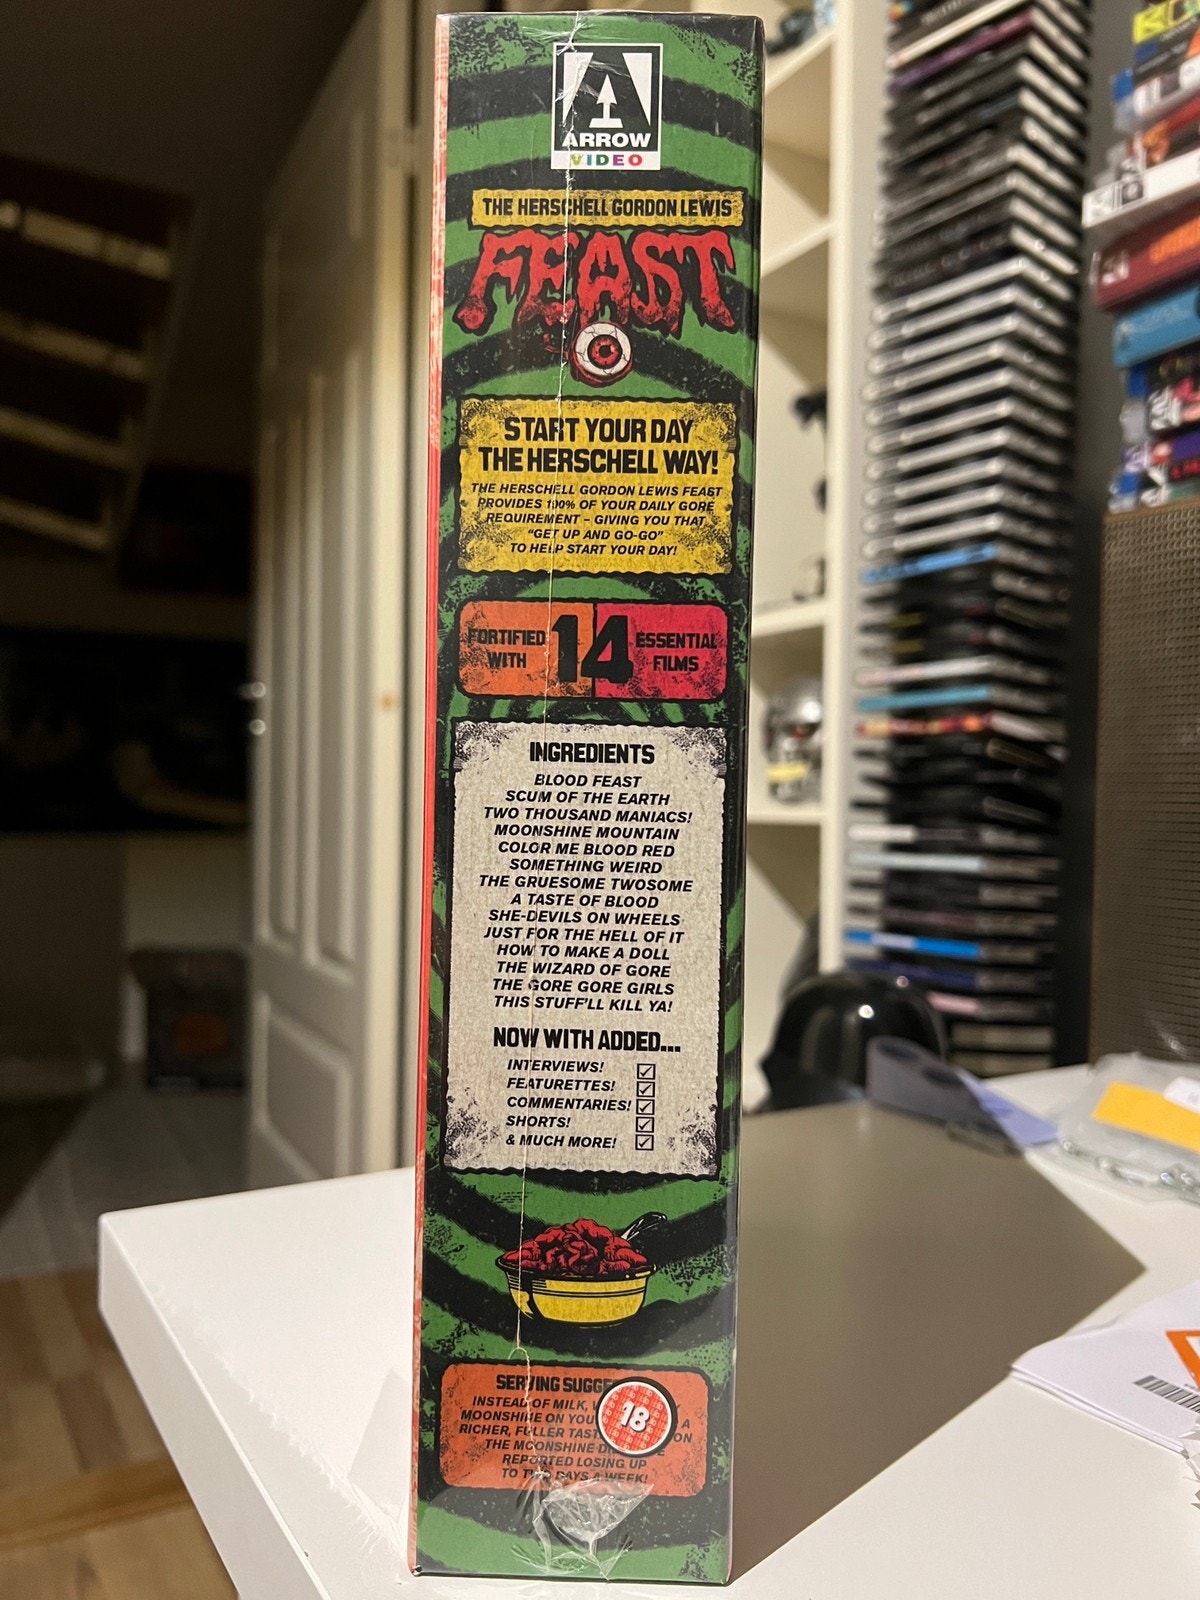 ARROW
VIDEO
THE HERSCHELL GORDON LEWIS
FEAST
START YOUR DAY
THE HERSCHELL WAY!
THE HERSCHELL GORDON LEWIS FEAST
PROVIDES 100% OF YOUR DAILY GORE
REQUIREMENT – GIVING YOU THAT
"GET UP AND GO-GO"
TO HELP START YOUR DAY!
FORTIFIED WITH
14
ESSENTIAL FILMS
INGREDIENTS
BLOOD FEAST
SCUM OF THE EARTH
TWO THOUSAND MANIACS!
MOONSHINE MOUNTAIN
COLOR ME BLOOD RED
SOMETHING WEIRD
THE GRUESOME TWOSOME
A TASTE OF BLOOD
SHE-DEVILS ON WHEELS
JUST FOR THE HELL OF IT
HOW TO MAKE A DOLL
THE WIZARD OF GORE
THE GORE GORE GIRLS
THIS STUFF'LL KILL YA!
NOW WITH ADDED...
INTERVIEWS!
FEATURETTES!
COMMENTARIES!
SHORTS!
& MUCH MORE!
SERVING
INSTEAD OF MILK,
MOONSHINE ON A
RICHER, FULLER ON
THE MOONSHINE
REPORTED LOSING UP
TO TWO DAYS A WEEK!
18